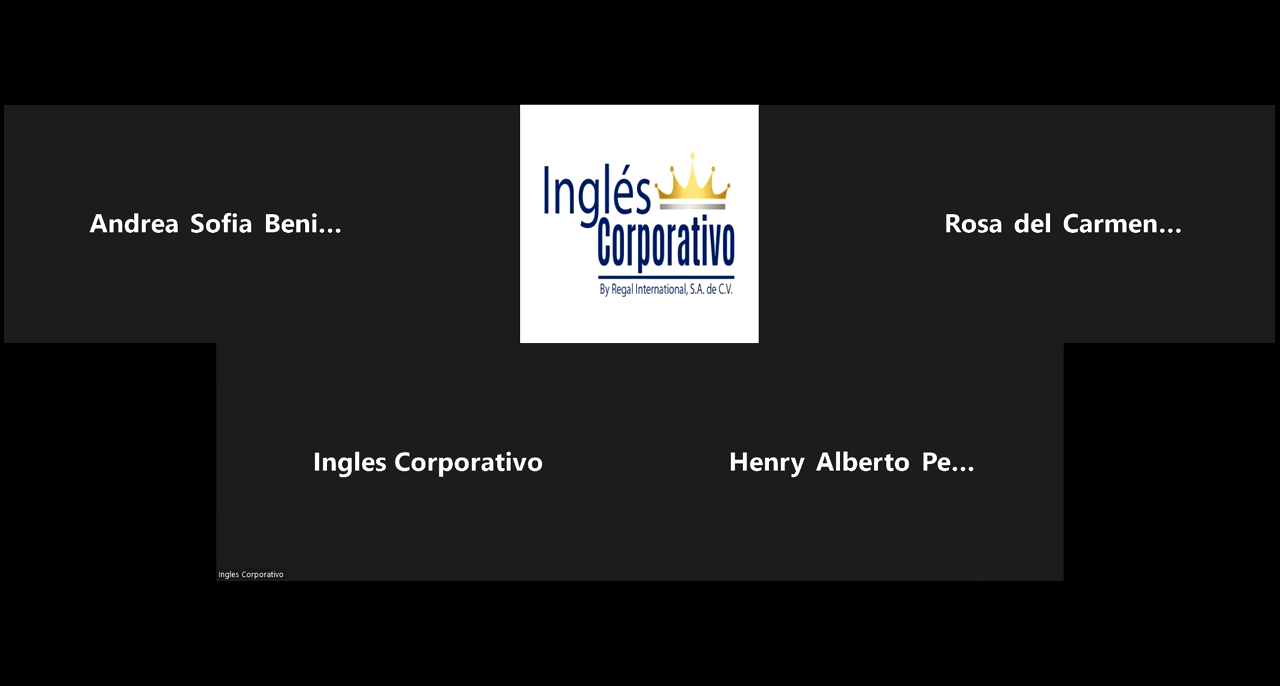 Andrea Sofia Beni...
Inglés
Corporativo
By Regal International, S.A. de C.V.
Rosa del Carmen...
Ingles Corporativo
Henry Alberto Pe...
Ingles Corporativo